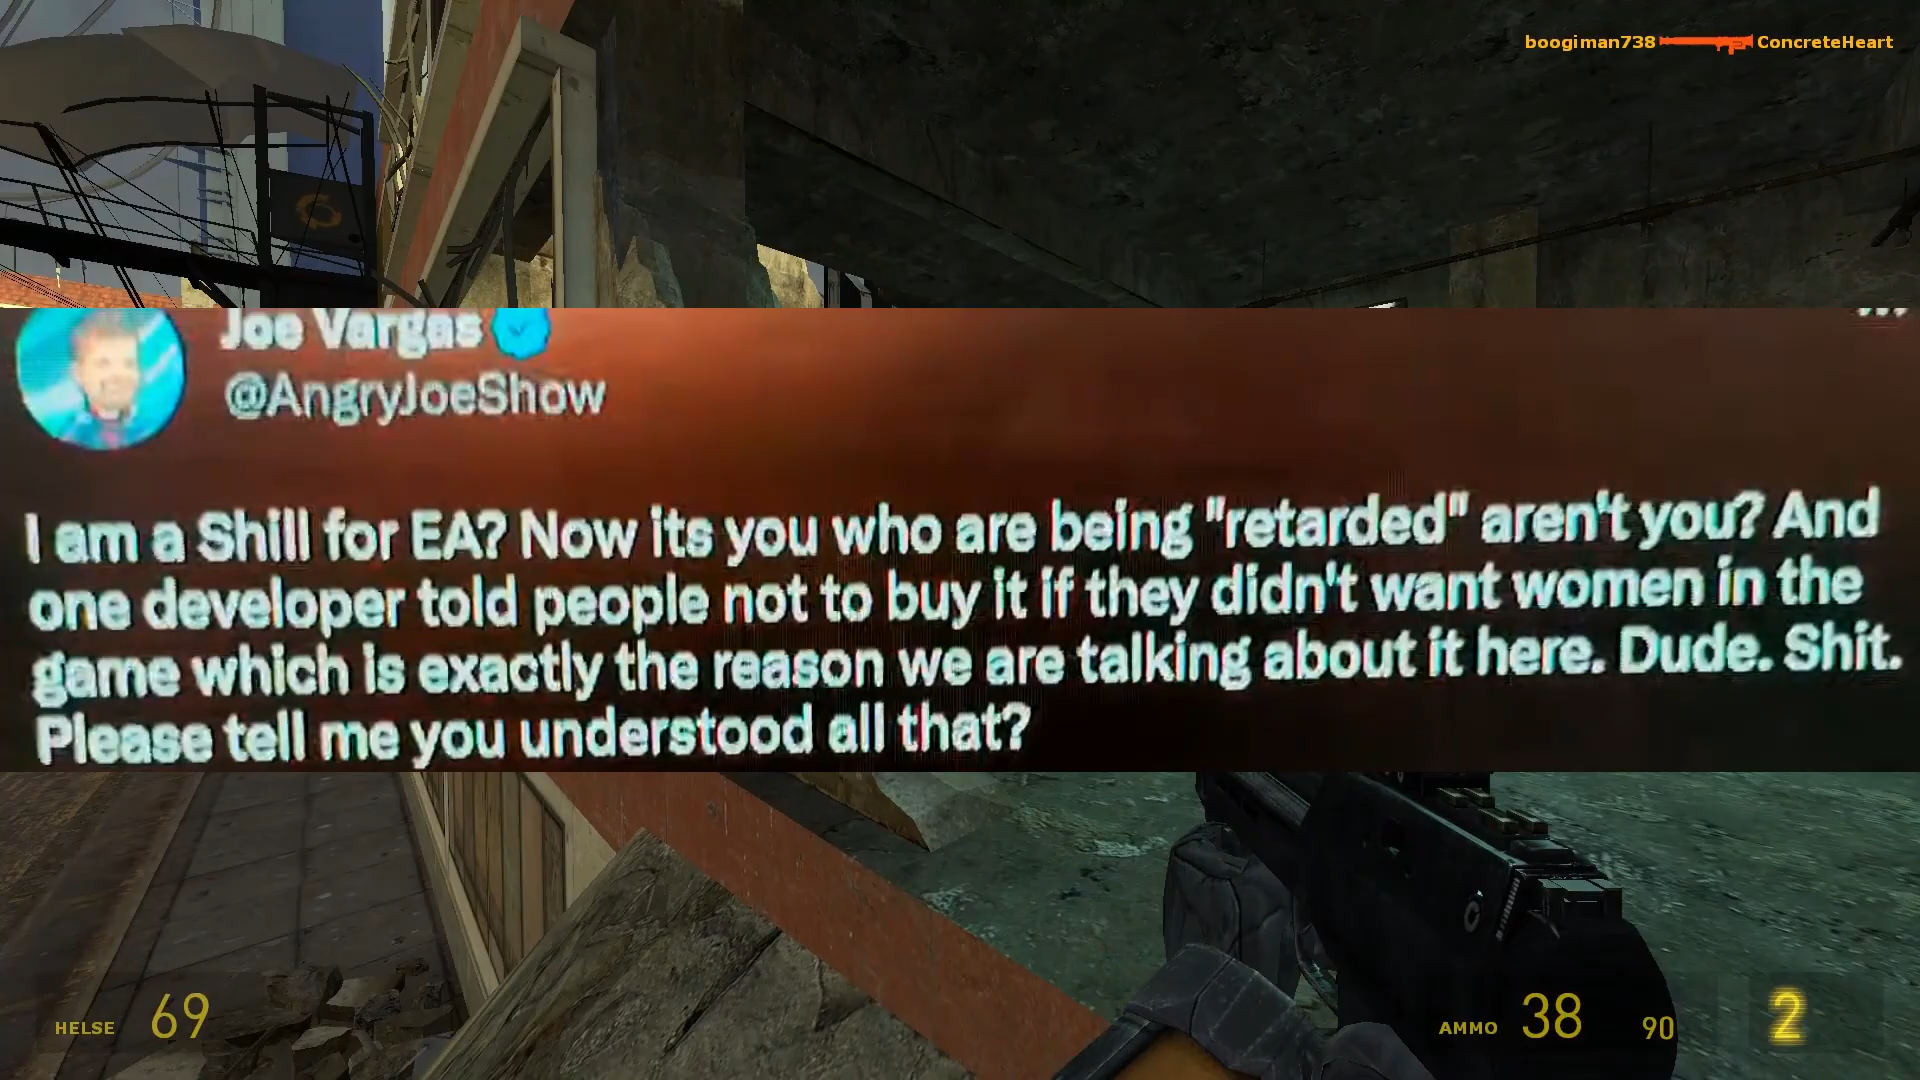 boogiman738 ConcreteHeart
Joe Vargas
@AngryJoeShow
I am a Shill for EA? Now its you who are being "retarded" aren't you? And
one developer told people not to buy it if they didn't want women in the
game which is exactly the reason we are talking about it here. Dude. Shit.
Please tell me you understood all that?
HELSE 69
AMMO 38 90 2